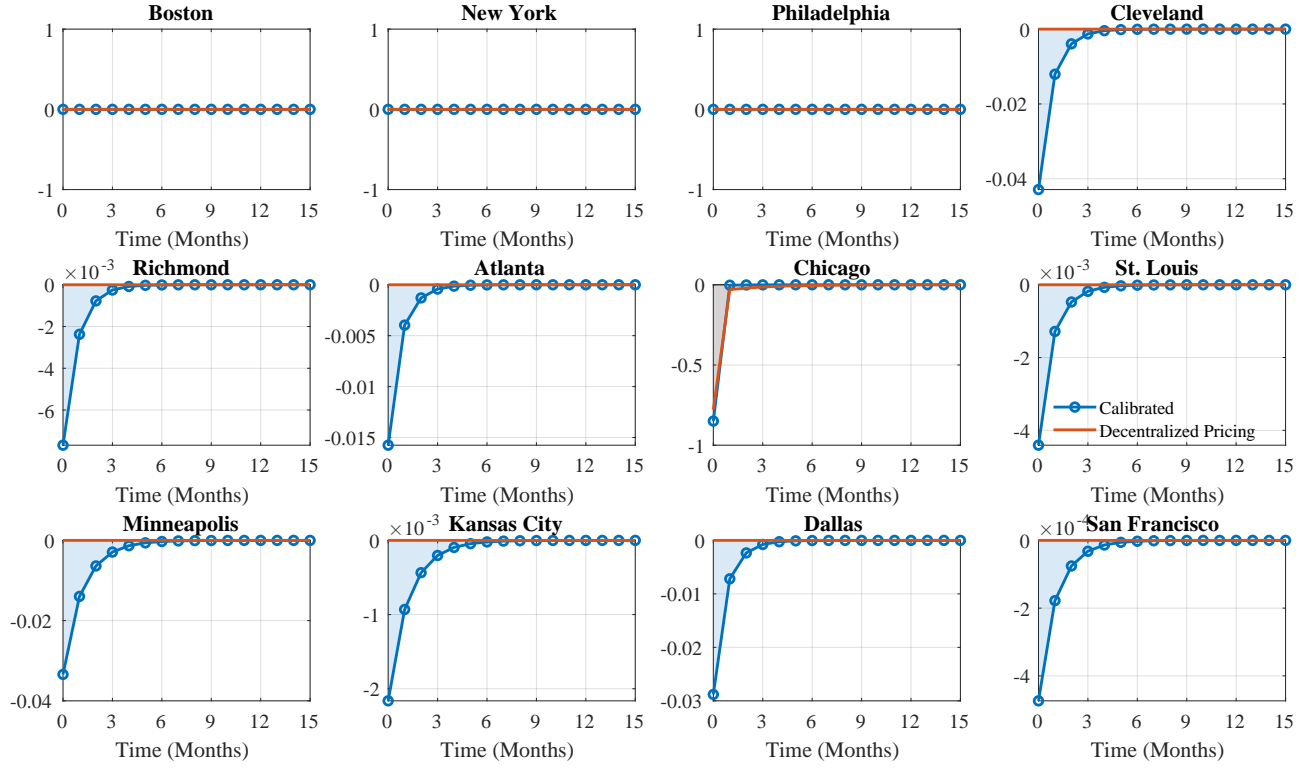 Boston
1
0
-1
0 3 6 9 12 15
Time (Months)
New York
1
0
-1
0 3 6 9 12 15
Time (Months)
Philadelphia
1
0
-1
0 3 6 9 12 15
Time (Months)
Cleveland
0
-0.02
-0.04
0 3 6 9 12 15
Time (Months)
×10⁻³
Richmond
0
-2
-4
-6
0 3 6 9 12 15
Time (Months)
Atlanta
0
-0.005
-0.01
-0.015
0 3 6 9 12 15
Time (Months)
Chicago
0
-0.5
-1
0 3 6 9 12 15
Time (Months)
×10⁻³
St. Louis
0
-2
-4
Calibrated
Decentralized Pricing
0 3 6 9 12 15
Time (Months)
Minneapolis
0
-0.02
-0.04
0 3 6 9 12 15
Time (Months)
×10⁻³
Kansas City
0
-1
-2
0 3 6 9 12 15
Time (Months)
Dallas
0
-0.01
-0.02
-0.03
0 3 6 9 12 15
Time (Months)
×10⁻⁴
San Francisco
0
-2
-4
0 3 6 9 12 15
Time (Months)